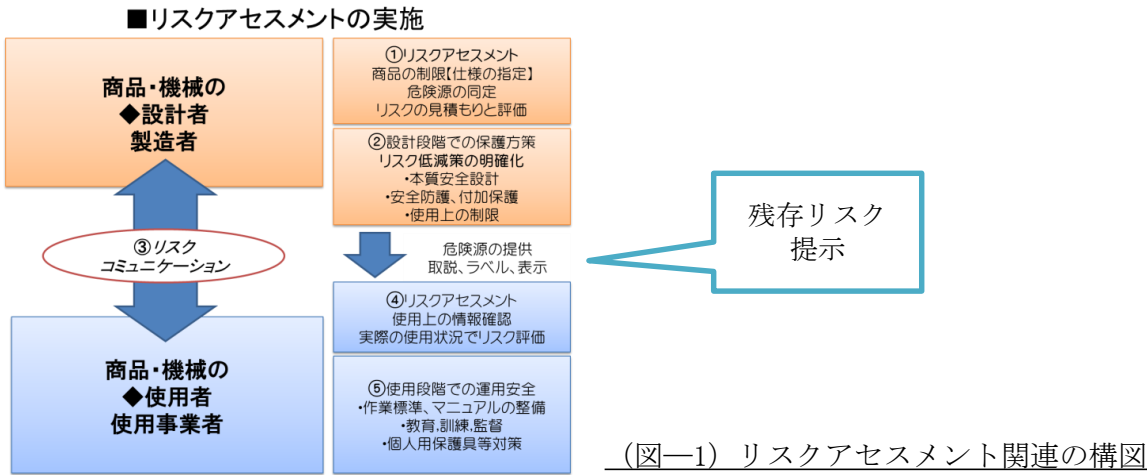 ■リスクアセスメントの実施
商品・機械の
◆設計者
製造者
③リスク
コミュニケーション
商品・機械の
◆使用者
使用事業者
①リスクアセスメント
商品の制限【仕様の指定】
危険源の同定
リスクの見積もりと評価
②設計段階での保護方策
リスク低減策の明確化
・本質安全設計
・安全防護、付加保護
・使用上の制限
危険源の提供
取説、ラベル、表示
④リスクアセスメント
使用上の情報確認
実際の使用状況でリスク評価
⑤使用段階での運用安全
・作業標準、マニュアルの整備
・教育.訓練.監督
・個人用保護具等対策
残存リスク
提示
（図―1）リスクアセスメント関連の構図